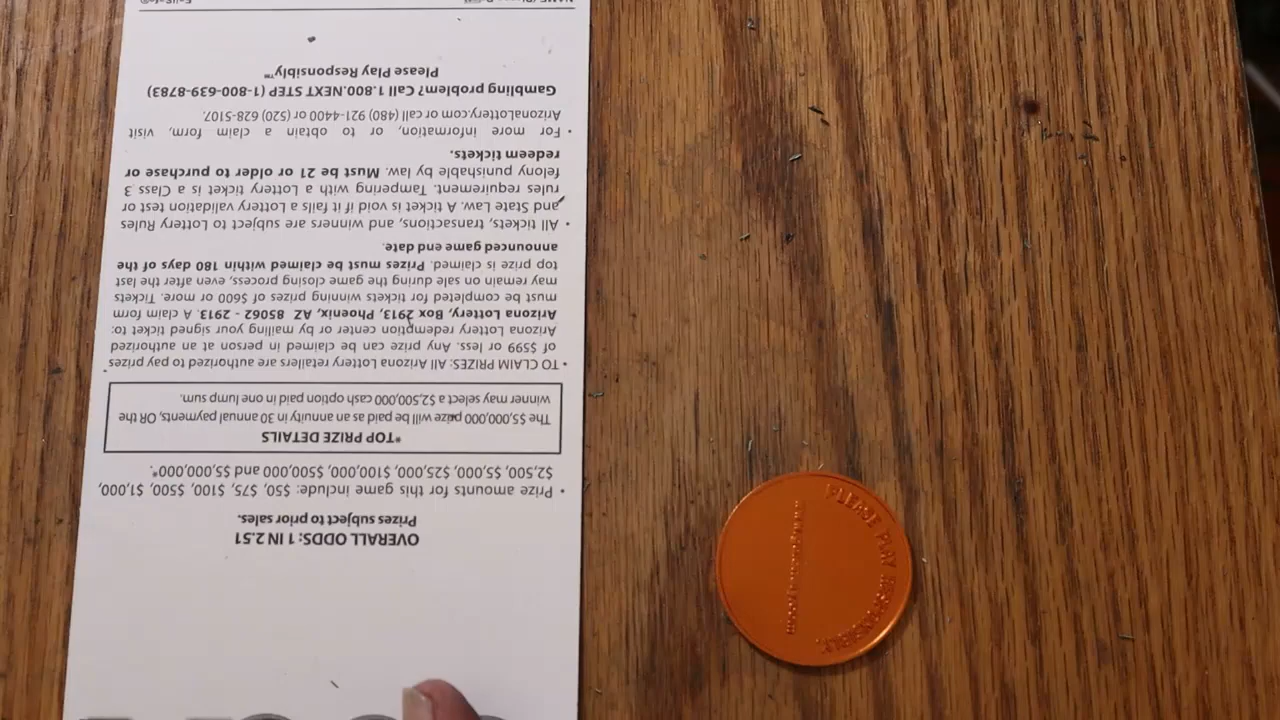 OVERALL ODDS: 1 IN 2.51
Prizes subject to prior sales.
• Prize amounts for this game include: $50, $75, $100, $500, $1,000,
$2,500, $5,000, $25,000, $100,000, $500,000 and $5,000,000*.
*TOP PRIZE DETAILS
The $5,000,000 prize will be paid as an annuity in 30 annual payments, OR the
winner may select a $2,500,000 cash option paid in one lump sum.
• TO CLAIM PRIZES: All Arizona Lottery retailers are authorized to pay prizes
of $599 or less. Any prize can be claimed in person at an authorized
Arizona Lottery redemption center or by mailing your signed ticket to:
Arizona Lottery, Box 2913, Phoenix, AZ 85062 - 2913. A claim form
must be completed for tickets winning prizes of $600 or more. Tickets
may remain on sale during the game closing process, even after the last
top prize is claimed. Prizes must be claimed within 180 days of the
announced game end date.
• All tickets, transactions, and winners are subject to Lottery Rules
and State Law. A ticket is void if it fails a Lottery validation test or
rules requirement. Tampering with a Lottery ticket is a Class 3
felony punishable by law. Must be 21 or older to purchase or
redeem tickets.
• For more information, or to obtain a claim form, visit
ArizonaLottery.com or call (480) 921-4400 or (520) 628-5107.
Gambling problem? Call 1.800.NEXT STEP (1-800-639-8783)
Please Play Responsibly™
PLEASE PLAY RESPONSIBLY.